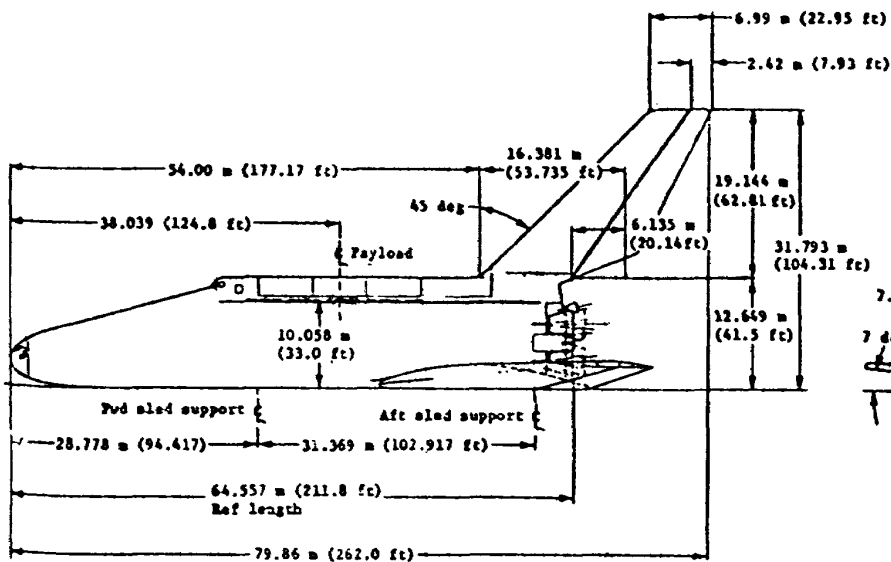 6.99 m (22.95 ft)
2.42 m (7.93 ft)
54.00 m (177.17 ft)
16.381 m
(53.735 ft)
19.144 m
(62.81 ft)
45 deg
38.039 (124.8 ft)
6.135 m
(20.14ft)
℄ Payload
31.793 m
(104.31 ft)
7.
10.058 m
(33.0 ft)
12.649 m
(41.5 ft)
7 d
Fwd sled support ℄
Aft sled support ℄
28.778 m (94.417)
31.369 m (102.917 ft)
64.557 m (211.8 ft)
Ref length
79.86 m (262.0 ft)